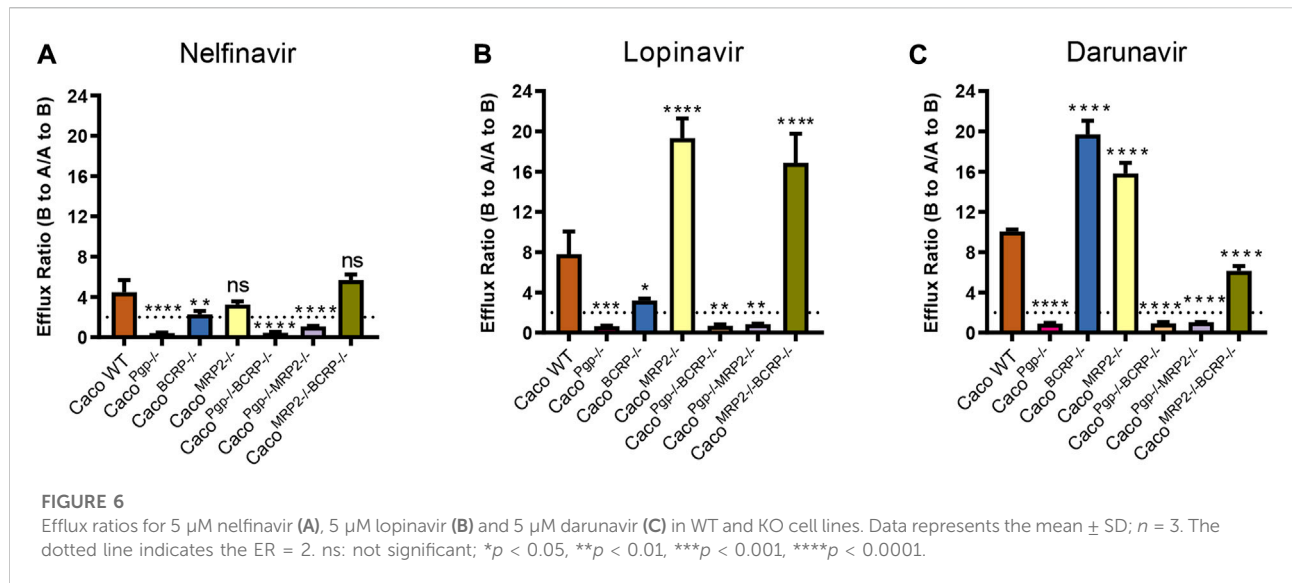 A
Nelfinavir
Efflux Ratio (B to A/A to B)
24
20
16
12
8
4
0
****
**
ns
****
****
ns
Caco WT
Caco Pgp-/-
Caco BCRP-/-
Caco MRP2-/-
Caco Pgp-/-BCRP-/-
Caco Pgp-/-MRP2-/-
Caco MRP2-/-BCRP-/-
B
Lopinavir
Efflux Ratio (B to A/A to B)
24
20
16
12
8
4
0
***
*
****
**
**
****
Caco WT
Caco Pgp-/-
Caco BCRP-/-
Caco MRP2-/-
Caco Pgp-/-BCRP-/-
Caco Pgp-/-MRP2-/-
Caco MRP2-/-BCRP-/-
C
Darunavir
Efflux Ratio (B to A/A to B)
24
20
16
12
8
4
0
****
****
****
****
****
****
Caco WT
Caco Pgp-/-
Caco BCRP-/-
Caco MRP2-/-
Caco Pgp-/-BCRP-/-
Caco Pgp-/-MRP2-/-
Caco MRP2-/-BCRP-/-
FIGURE 6
Efflux ratios for 5 µM nelfinavir (A), 5 µM lopinavir (B) and 5 µM darunavir (C) in WT and KO cell lines. Data represents the mean ± SD; n = 3. The
dotted line indicates the ER = 2. ns: not significant; *p < 0.05, **p < 0.01, ***p < 0.001, ****p < 0.0001.